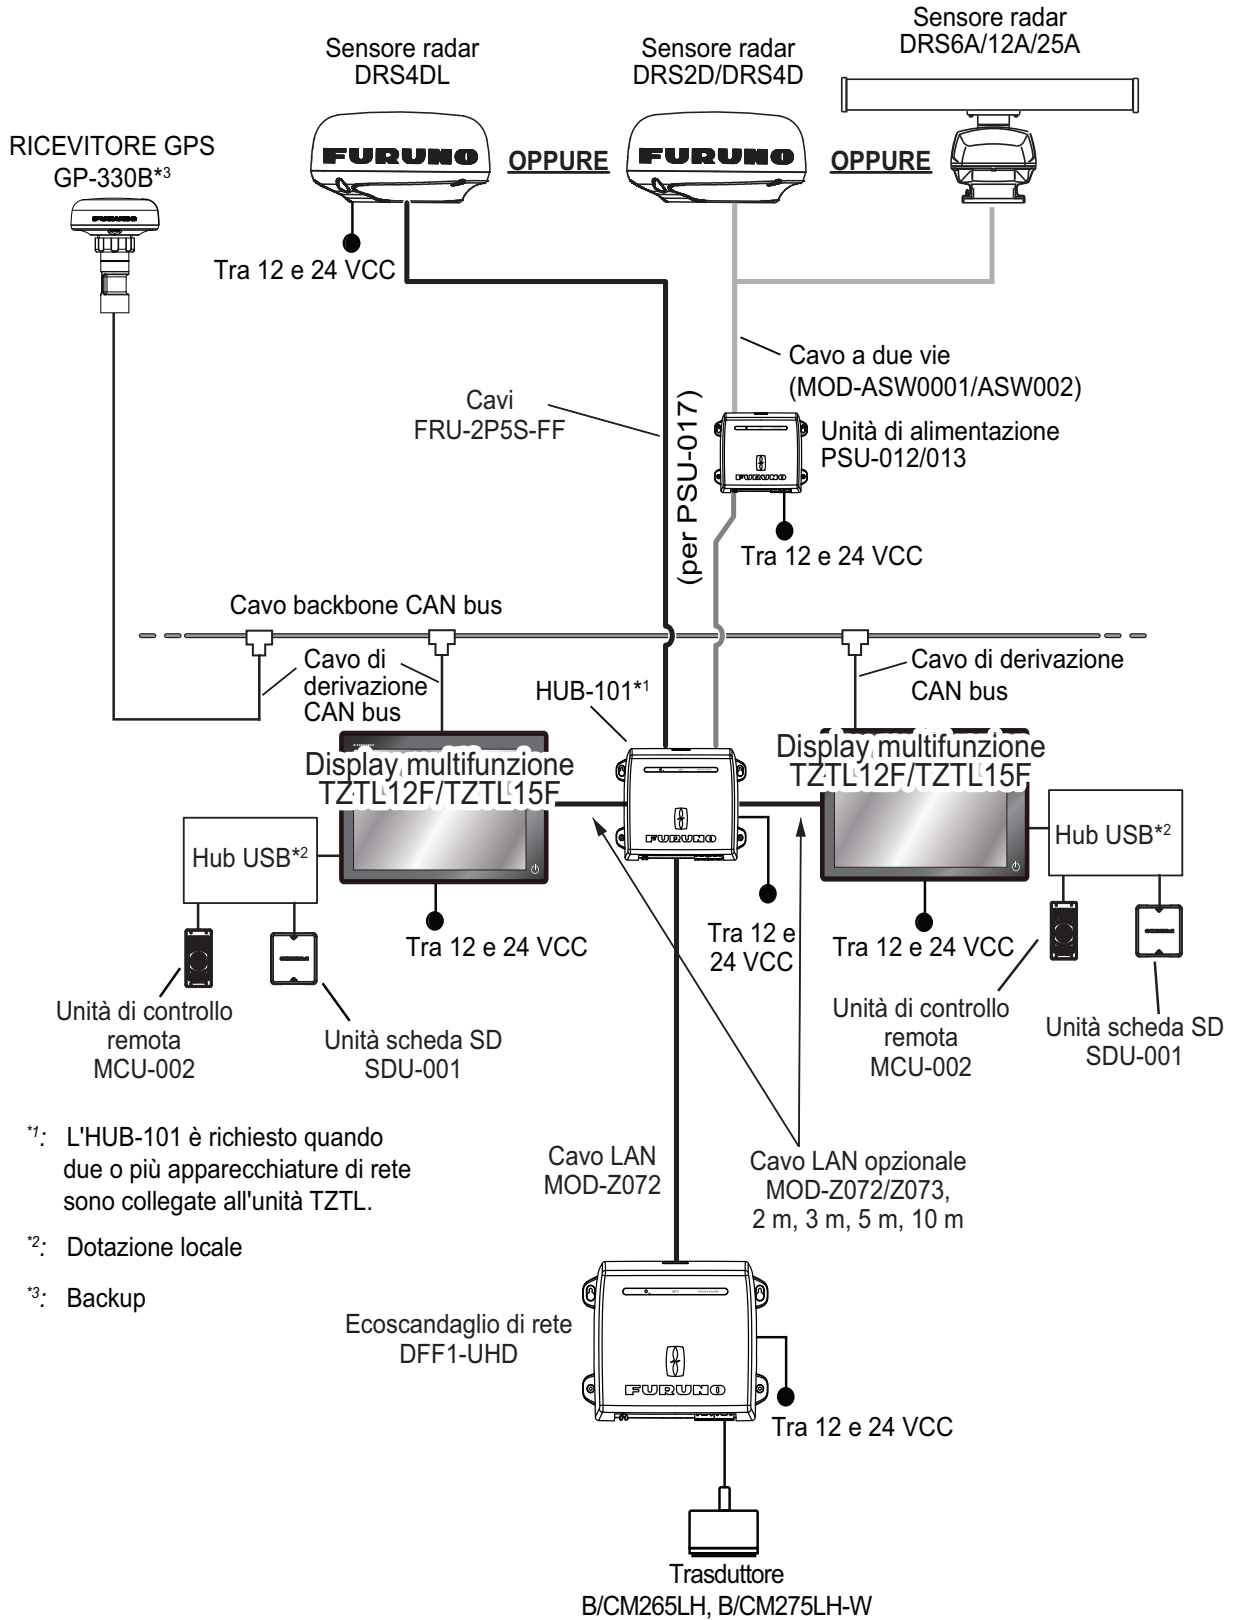 Sensore radar
DRS4DL
Sensore radar
DRS2D/DRS4D
Sensore radar
DRS6A/12A/25A
RICEVITORE GPS
GP-330B*3
FURUNO
FURUNO
OPPURE
FURUNO
OPPURE
Tra 12 e 24 VCC
Cavo a due vie
(MOD-ASW0001/ASW002)
Cavi
FRU-2P5S-FF
(per PSU-017)
Unità di alimentazione
PSU-012/013
FURUNO
Tra 12 e 24 VCC
Cavo backbone CAN bus
Cavo di
derivazione
CAN bus
HUB-101*1
Cavo di derivazione
CAN bus
Display multifunzione
TZTL12F/TZTL15F
FURUNO
Display multifunzione
TZTL12F/TZTL15F
Hub USB*2
Hub USB*2
Tra 12 e 24 VCC
Tra 12 e
24 VCC
Tra 12 e 24 VCC
Unità di controllo
remota
MCU-002
Unità scheda SD
SDU-001
Unità di controllo
remota
MCU-002
Unità scheda SD
SDU-001
*1: L'HUB-101 è richiesto quando
due o più apparecchiature di rete
sono collegate all'unità TZTL.
*2: Dotazione locale
*3: Backup
Cavo LAN
MOD-Z072
Cavo LAN opzionale
MOD-Z072/Z073,
2 m, 3 m, 5 m, 10 m
Ecoscandaglio di rete
DFF1-UHD
FURUNO
Tra 12 e 24 VCC
Trasduttore
B/CM265LH, B/CM275LH-W